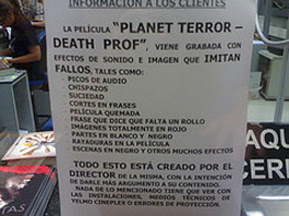 INFORMACIÓN A LOS CLIENTES
LA PELÍCULA "PLANET TERROR –
DEATH PROF", VIENE GRABADA CON
EFECTOS DE SONIDO E IMAGEN QUE IMITAN
FALLOS, TALES COMO:
PICOS DE AUDIO
CHISPAZOS
SUCIEDAD
CORTES EN FRASES
PELÍCULA QUEMADA
FRASE QUE DICE QUE FALTA UN ROLLO
IMÁGENES TOTALMENTE EN ROJO
PARTES EN BLANCO Y NEGRO
RAYADURAS EN LA PELÍCULA
ESCENAS EN NEGRO Y OTROS MUCHOS EFECTOS
TODO ESTO ESTÁ CREADO POR EL
DIRECTOR DE LA MISMA, CON LA INTENCIÓN
DE DARLE MÁS ARGUMENTO A SU CONTENIDO.
NADA DE LO MENCIONADO TIENE QUE VER
CON LAS INSTALACIONES, MEDIOS TÉCNICOS DE
YELMO CINEPLEX O ERRORES DE PROYECCIÓN.
AQU
CER